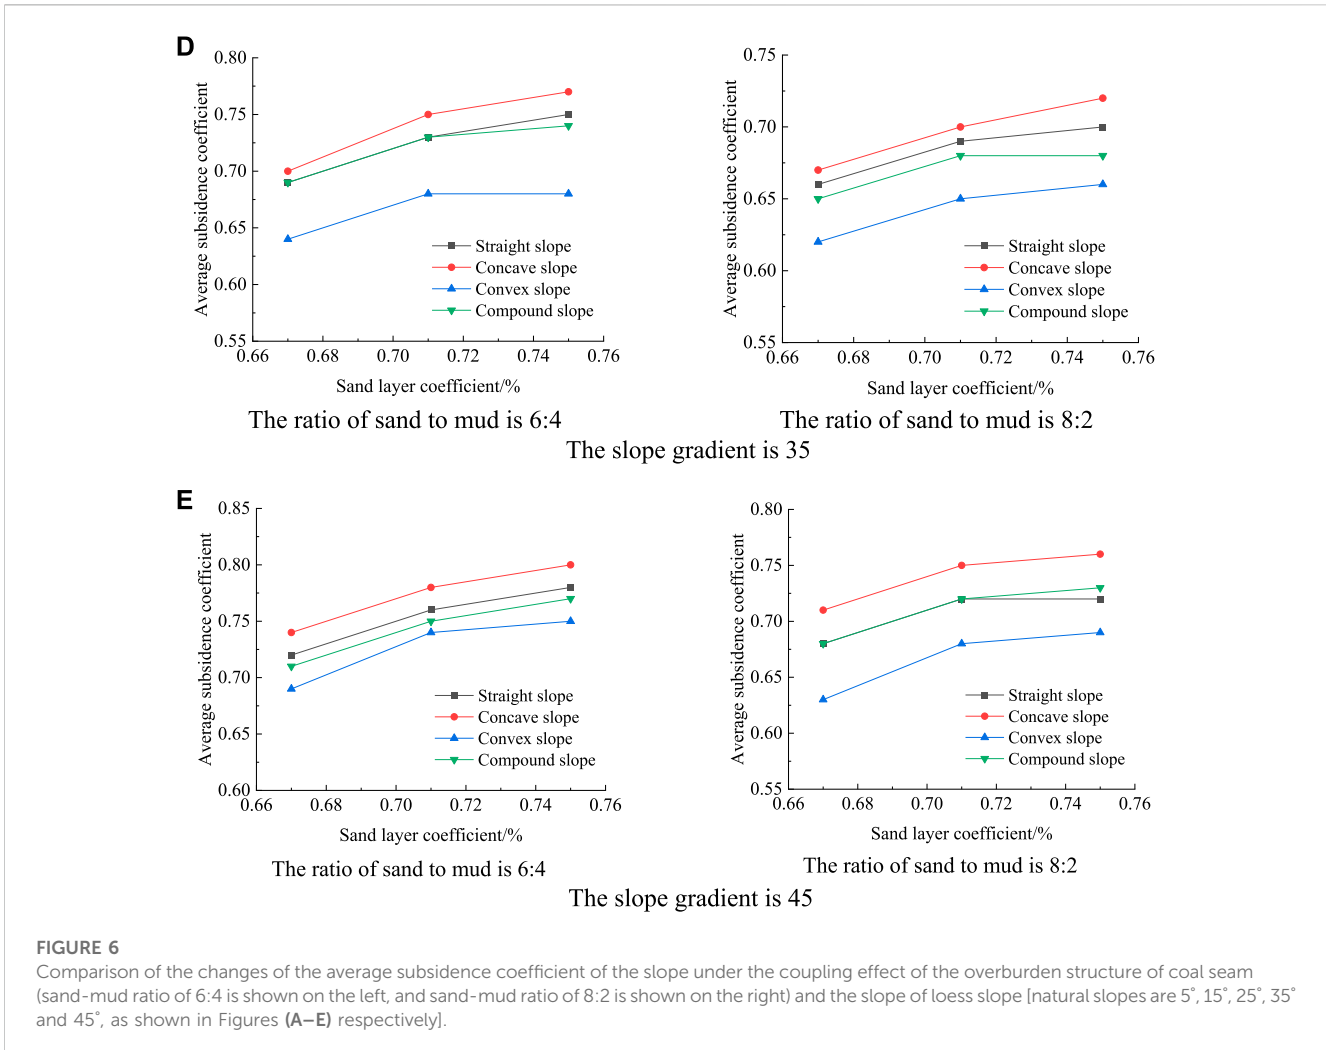 D
0.80
0.75
0.70
0.65
0.60
0.55
Average subsidence coefficient
Straight slope
Concave slope
Convex slope
Compound slope
0.66 0.68 0.70 0.72 0.74 0.76
Sand layer coefficient/%
The ratio of sand to mud is 6:4
0.75
0.70
0.65
0.60
0.55
Average subsidence coefficient
Straight slope
Concave slope
Convex slope
Compound slope
0.66 0.68 0.70 0.72 0.74 0.76
Sand layer coefficient/%
The ratio of sand to mud is 8:2
The slope gradient is 35
E
0.85
0.80
0.75
0.70
0.65
0.60
Average subsidence coefficient
Straight slope
Concave slope
Convex slope
Compound slope
0.66 0.68 0.70 0.72 0.74 0.76
Sand layer coefficient/%
The ratio of sand to mud is 6:4
0.80
0.75
0.70
0.65
0.60
0.55
Average subsidence coefficient
Straight slope
Concave slope
Convex slope
Compound slope
0.66 0.68 0.70 0.72 0.74 0.76
Sand layer coefficient/%
The ratio of sand to mud is 8:2
The slope gradient is 45
FIGURE 6
Comparison of the changes of the average subsidence coefficient of the slope under the coupling effect of the overburden structure of coal seam
(sand-mud ratio of 6:4 is shown on the left, and sand-mud ratio of 8:2 is shown on the right) and the slope of loess slope [natural slopes are 5°, 15°, 25°, 35°
and 45°, as shown in Figures (A–E) respectively].